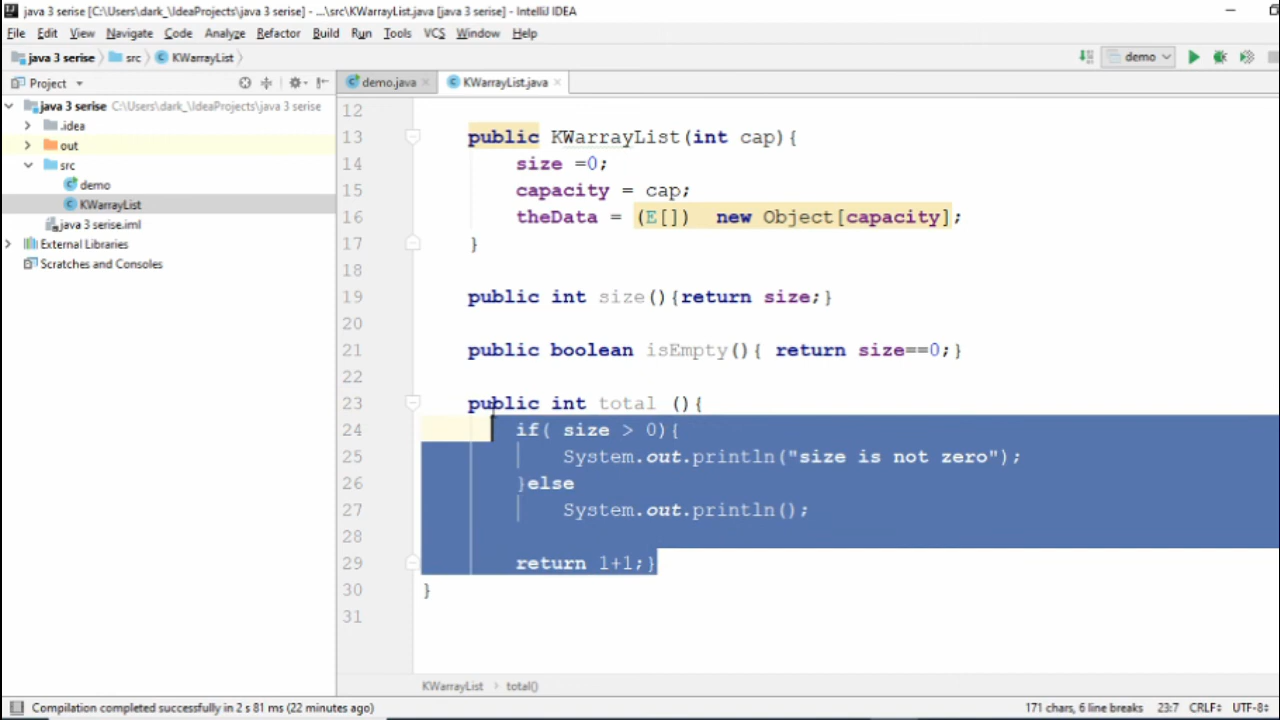 java 3 serise [C:\Users\dark_\IdeaProjects\java 3 serise] - ...\src\KWarrayList.java [java 3 serise] - IntelliJ IDEA
File Edit View Navigate Code Analyze Refactor Build Run Tools VCS Window Help
java 3 serise src KWarrayList demo
Project demo.java KWarrayList.java
java 3 serise C:\Users\dark_\IdeaProjects\java 3 serise
.idea
out
src
demo
KWarrayList
java 3 serise.iml
External Libraries
Scratches and Consoles
12
13 public KWarrayList(int cap){
14 size =0;
15 capacity = cap;
16 theData = (E[]) new Object[capacity];
17 }
18
19 public int size(){return size;}
20
21 public boolean isEmpty(){ return size==0;}
22
23 public int total (){
24 if( size > 0){
25 System.out.println("size is not zero");
26 }else
27 System.out.println();
28
29 return 1+1;}
30 }
31
KWarrayList total()
Compilation completed successfully in 2 s 81 ms (22 minutes ago) 171 chars, 6 line breaks 23:7 CRLF UTF-8